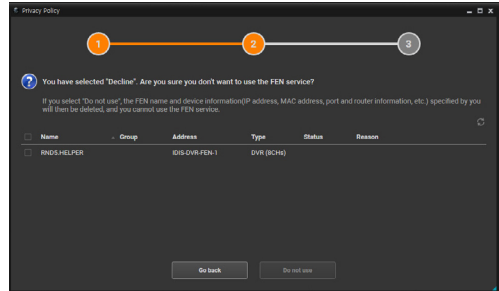 Privacy Policy
1
2
3
You have selected "Decline". Are you sure you don't want to use the FEN service?
If you select "Do not use", the FEN name and device information(IP address, MAC address, port and router information, etc.) specified by you
will then be deleted, and you cannot use the FEN service.
Name Group Address Type Status Reason
RND5.HELPER IDIS-DVR-FEN-1 DVR (8CHs)
Go back Do not use